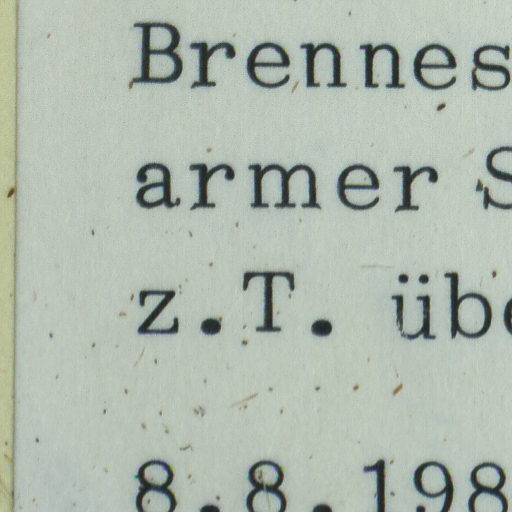 Brennes
armer S
z.T. übe
8.8.198